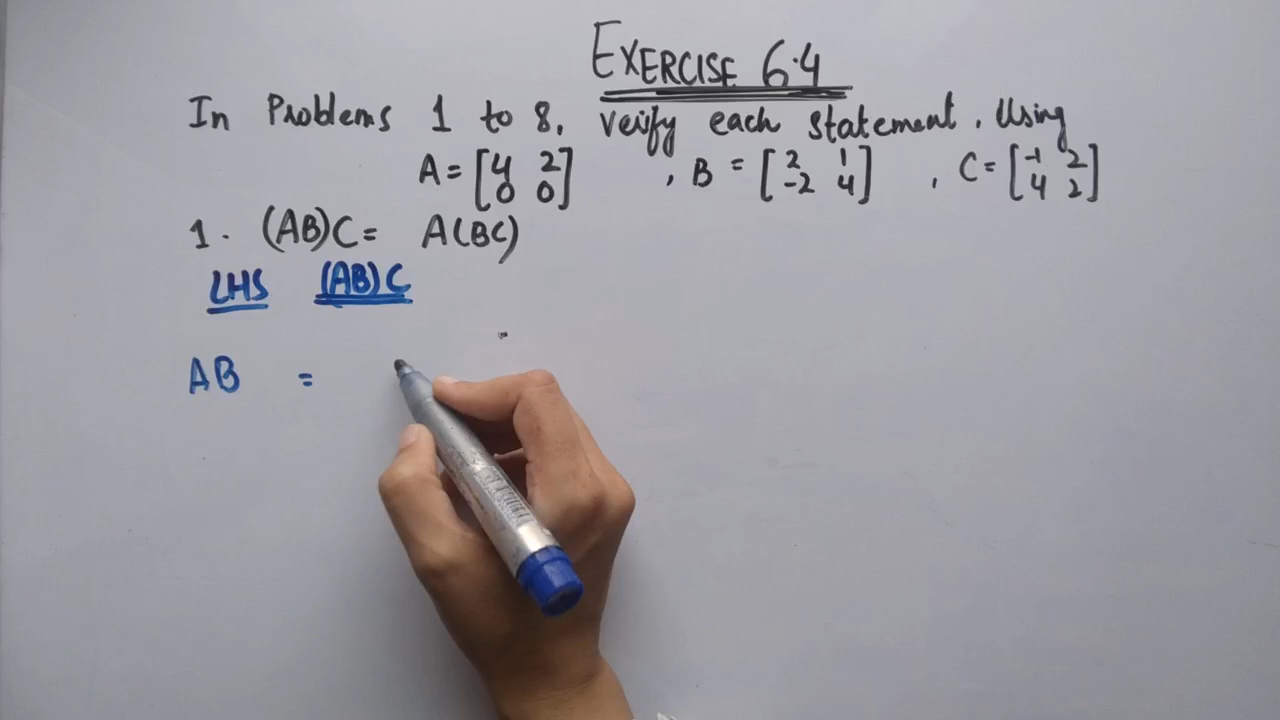 EXERCISE 6.4
In Problems 1 to 8, verify each statement, Using
A = [4 2 , B = [2 1 , C = [-1 2
0 0] -2 4] 4 2]
1. (AB)C = A(BC)
LHS (AB)C
AB =